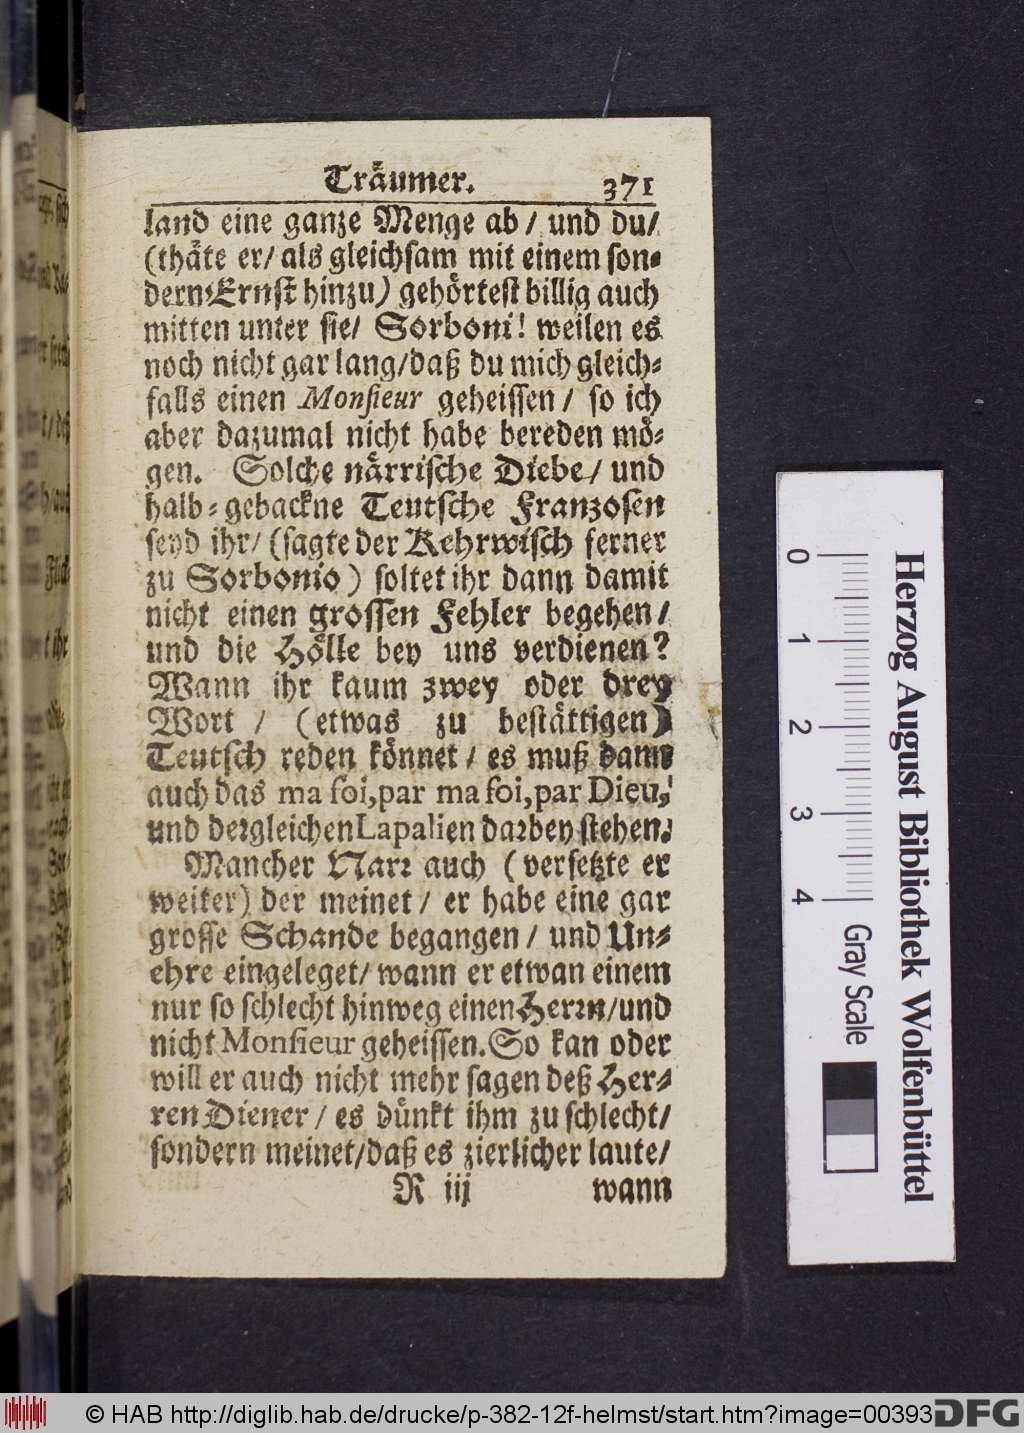 Träumer. 371
land eine ganze Menge ab / und du/
(thäte er/ als gleichsam mit einem son-
dern Ernst hinzu) gehörtest billig auch
mitten unter sie/ Sorboni! weilen es
noch nicht gar lang/daß du mich gleich-
falls einen Monsieur geheissen / so ich
aber dazumal nicht habe bereden mö-
gen. Solche närrische Diebe/ und
halb-gebackne Teutsche Franzosen
seyd ihr/ (sagte der Kehrwisch ferner
zu Sorbonio) soltet ihr dann damit
nicht einen grossen Fehler begehen/
und die Hölle bey uns verdienen?
Wann ihr kaum zwey oder drey
Wort / (etwas zu bestättigen)
Teutsch reden könnet / es muß dann
auch das ma foi, par ma foi, par Dieu,
und dergleichen Lapalien darbey stehen.
Mancher Narr auch (versetzte er
weiter) der meinet / er habe eine gar
grosse Schande begangen / und Un-
ehre eingeleget/ wann er etwan einem
nur so schlecht hinweg einen Herrn/und
nicht Monsieur geheissen. So kan oder
will er auch nicht mehr sagen deß Her-
ren Diener / es dünkt ihm zu schlecht/
sondern meinet/daß es zierlicher laute/
R iij wann
0 1 2 3 4
Gray Scale
Herzog August Bibliothek Wolfenbüttel
© HAB http://diglib.hab.de/drucke/p-382-12f-helmst/start.htm?image=00393
DFG